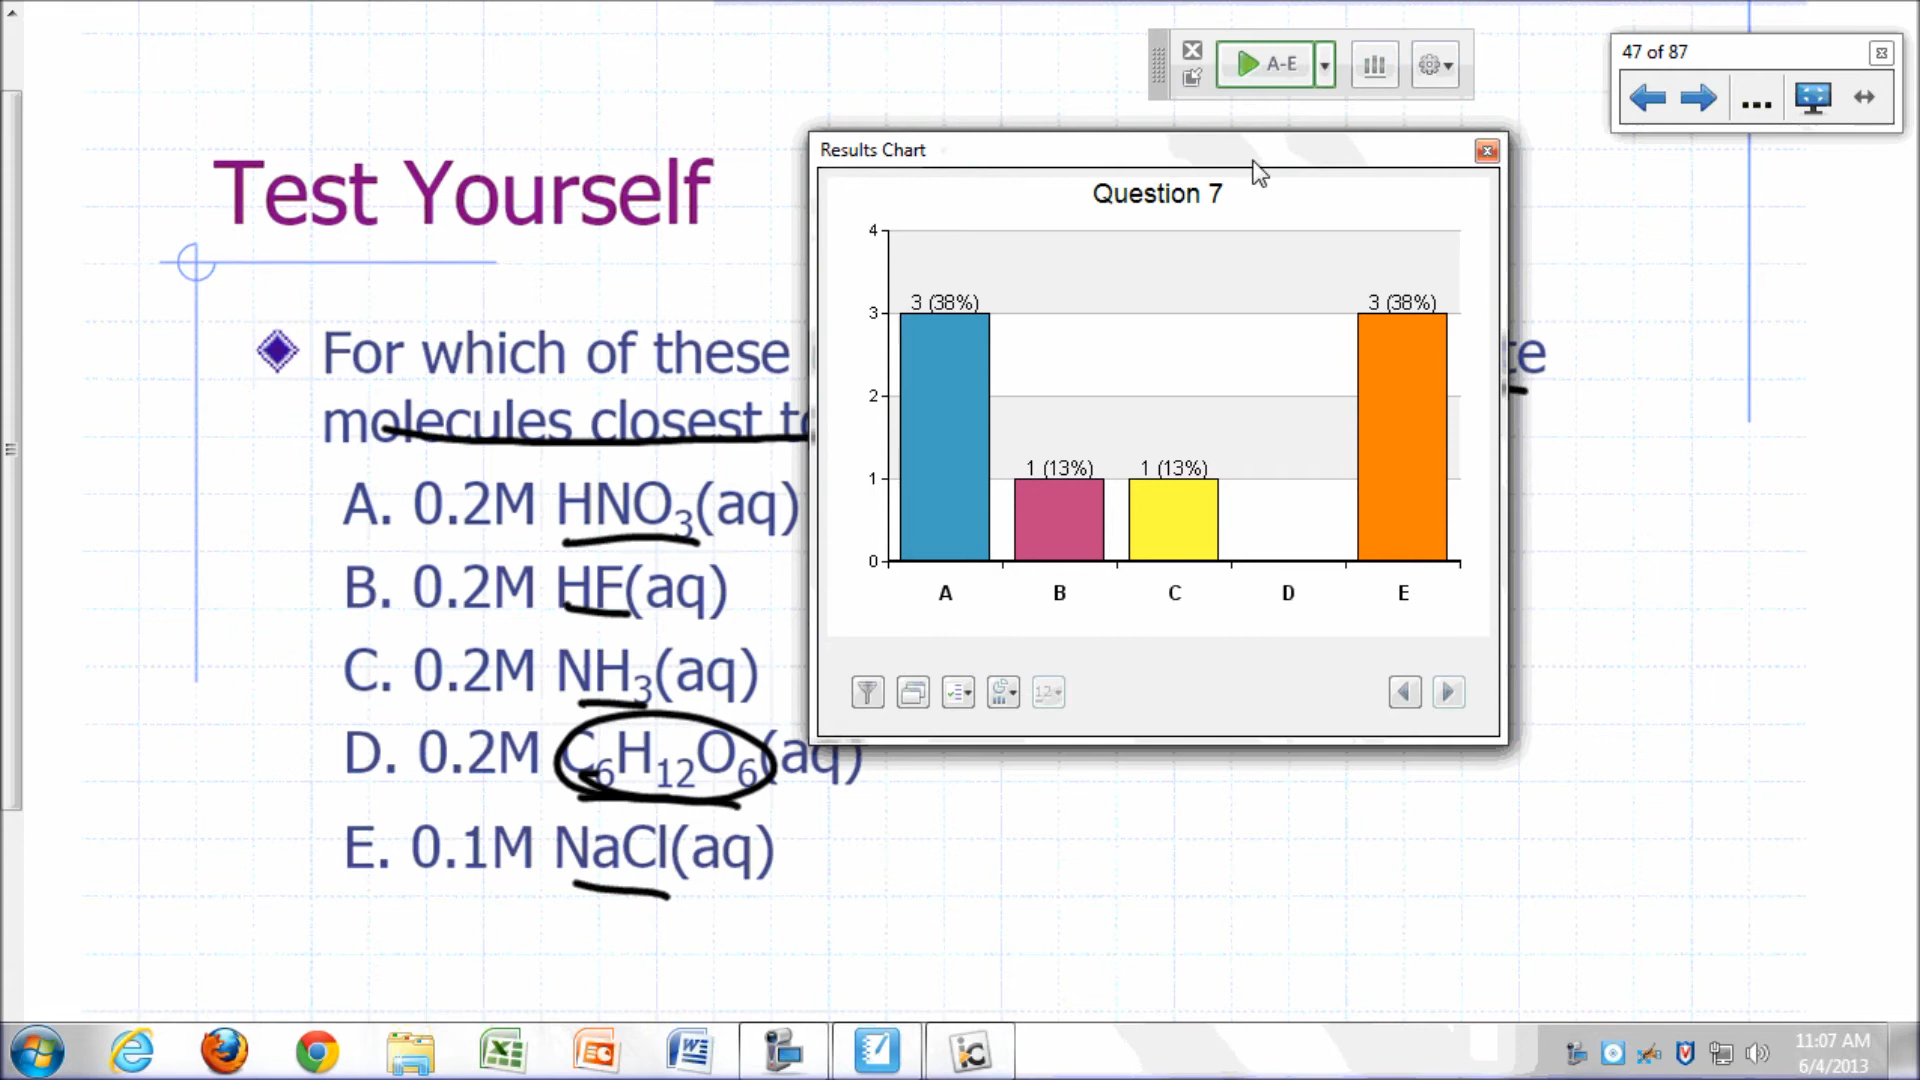 A-E
47 of 87
...
Results Chart
Test Yourself
Question 7
4
3
2
1
0
3 (38%)
1 (13%)
1 (13%)
3 (38%)
A
B
C
D
E
For which of these
molecules closest
A. 0.2M HNO₃(aq)
B. 0.2M HF(aq)
C. 0.2M NH₃(aq)
D. 0.2M C₆H₁₂O₆(aq)
E. 0.1M NaCl(aq)
12
11:07 AM
6/4/2013